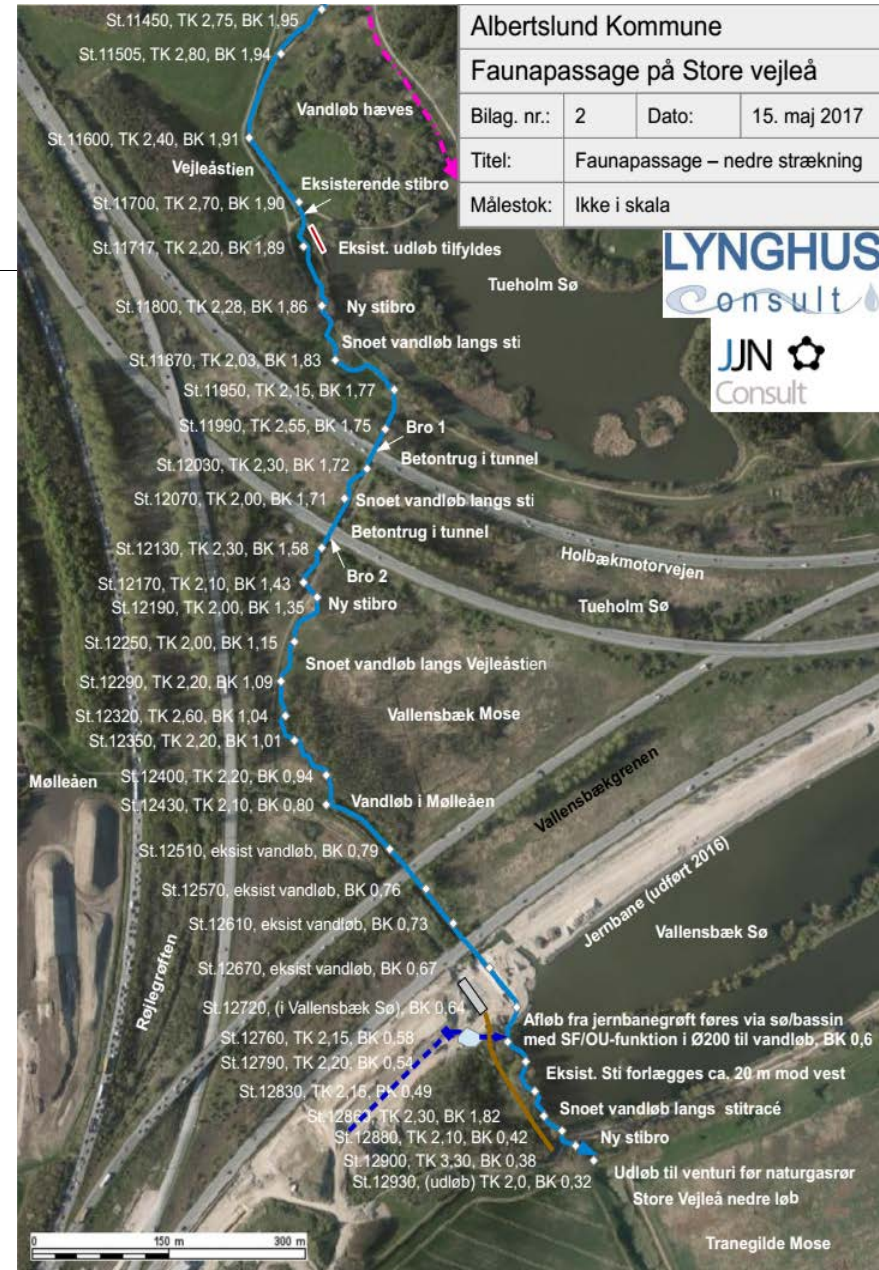 Albertslund Kommune
Faunapassage på Store vejleå
Bilag. nr.: 2 Dato: 15. maj 2017
Titel: Faunapassage – nedre strækning
Målestok: Ikke i skala
LYNGHUS
Consult
JJN
Consult
St.11450, TK 2,75, BK 1,95
St.11505, TK 2,80, BK 1,94
Vandløb hæves
St.11600, TK 2,40, BK 1,91
Vejleåstien
Eksisterende stibro
St.11700, TK 2,70, BK 1,90
St.11717, TK 2,20, BK 1,89
Eksist. udløb tilfyldes
Tueholm Sø
St.11800, TK 2,28, BK 1,86
Ny stibro
Snoet vandløb langs sti
St.11870, TK 2,03, BK 1,83
St.11950, TK 2,15, BK 1,77
St.11990, TK 2,55, BK 1,75
Bro 1
Betontrug i tunnel
St.12030, TK 2,30, BK 1,72
St.12070, TK 2,00, BK 1,71
Snoet vandløb langs sti
Betontrug i tunnel
St.12130, TK 2,30, BK 1,58
Holbækmotorvejen
Bro 2
St.12170, TK 2,10, BK 1,43
St.12190, TK 2,00, BK 1,35
Ny stibro
Tueholm Sø
St.12250, TK 2,00, BK 1,15
Snoet vandløb langs Vejleåstien
St.12290, TK 2,20, BK 1,09
St.12320, TK 2,60, BK 1,04
Vallensbæk Mose
St.12350, TK 2,20, BK 1,01
St.12400, TK 2,20, BK 0,94
Mølleåen
St.12430, TK 2,10, BK 0,80
Vandløb i Mølleåen
Vallensbækgrenen
St.12510, eksist vandløb, BK 0,79
St.12570, eksist vandløb, BK 0,76
St.12610, eksist vandløb, BK 0,73
Jernbane (udført 2016)
Vallensbæk Sø
St.12670, eksist vandløb, BK 0,67
Røjlegrøften
St.12720, (i Vallensbæk Sø), BK 0,64
Afløb fra jernbanegrøft føres via sø/bassin
med SF/OU-funktion i Ø200 til vandløb, BK 0,6
St.12760, TK 2,15, BK 0,58
St.12790, TK 2,20, BK 0,54
Eksist. Sti forlægges ca. 20 m mod vest
St.12830, TK 2,15, BK 0,49
Snoet vandløb langs stitracé
St.12860, TK 2,30, BK 1,82
St.12880, TK 2,10, BK 0,42
Ny stibro
St.12900, TK 3,30, BK 0,38
Udløb til venturi før naturgasrør
St.12930, (udløb) TK 2,0, BK 0,32
Store Vejleå nedre løb
Tranegilde Mose
0 150 m 300 m